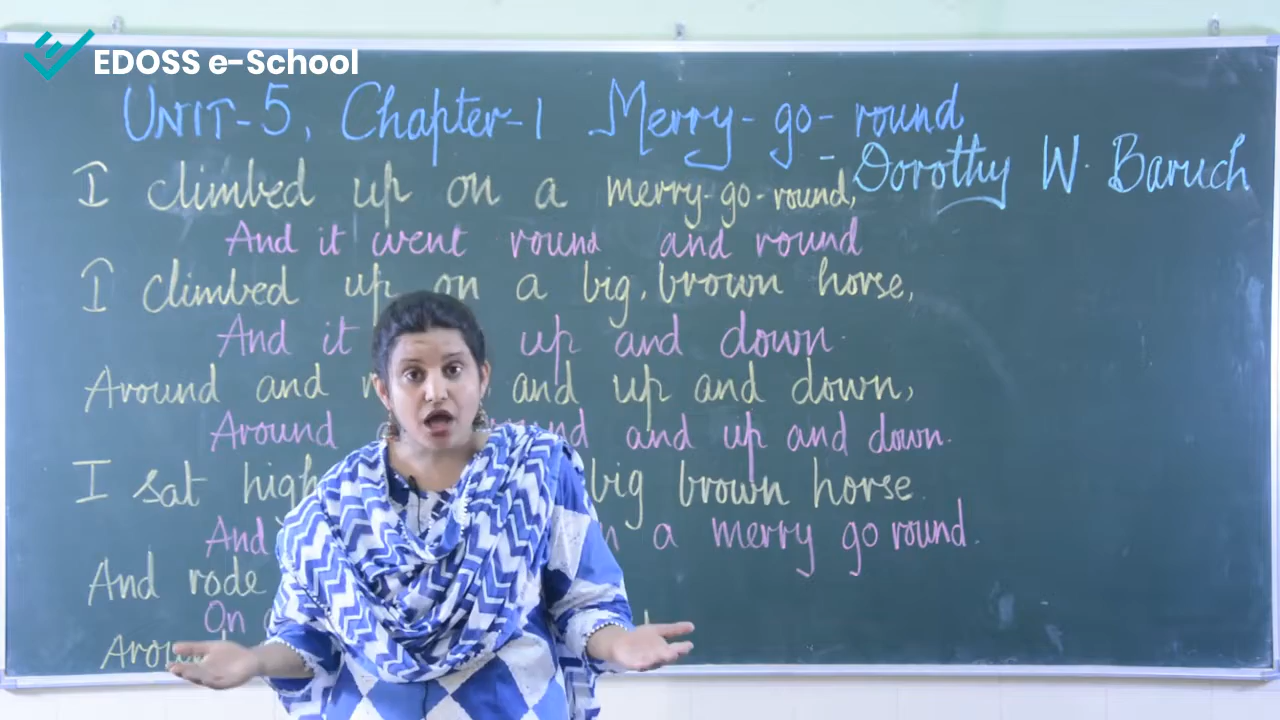 EDOSS e-School
UNIT-5, Chapter-1 Merry-go-round
- Dorothy W. Baruch
I climbed up on a merry-go-round,
And it went round and round
I climbed up on a big, brown horse,
And it up and down.
Around and and up and down,
Around and up and down.
I sat high big brown horse.
And a merry go round.
And rode
On